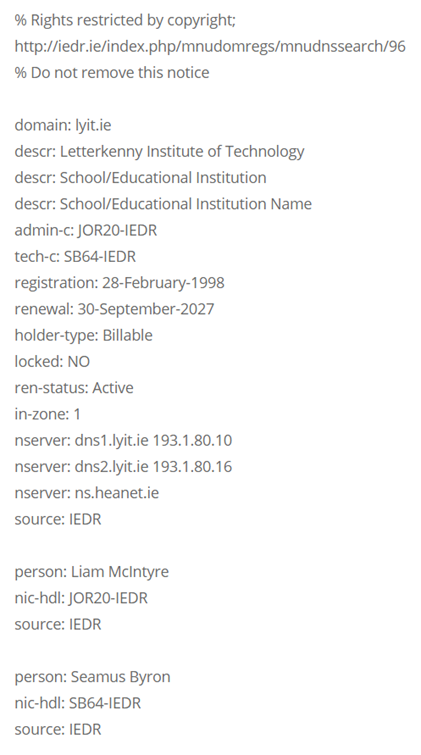 % Rights restricted by copyright;
http://iedr.ie/index.php/mnudomregs/mnudnssearch/96
% Do not remove this notice
domain: lyit.ie
descr: Letterkenny Institute of Technology
descr: School/Educational Institution
descr: School/Educational Institution Name
admin-c: JOR20-IEDR
tech-c: SB64-IEDR
registration: 28-February-1998
renewal: 30-September-2027
holder-type: Billable
locked: NO
ren-status: Active
in-zone: 1
nserver: dns1.lyit.ie 193.1.80.10
nserver: dns2.lyit.ie 193.1.80.16
nserver: ns.heanet.ie
source: IEDR
person: Liam McIntyre
nic-hdl: JOR20-IEDR
source: IEDR
person: Seamus Byron
nic-hdl: SB64-IEDR
source: IEDR